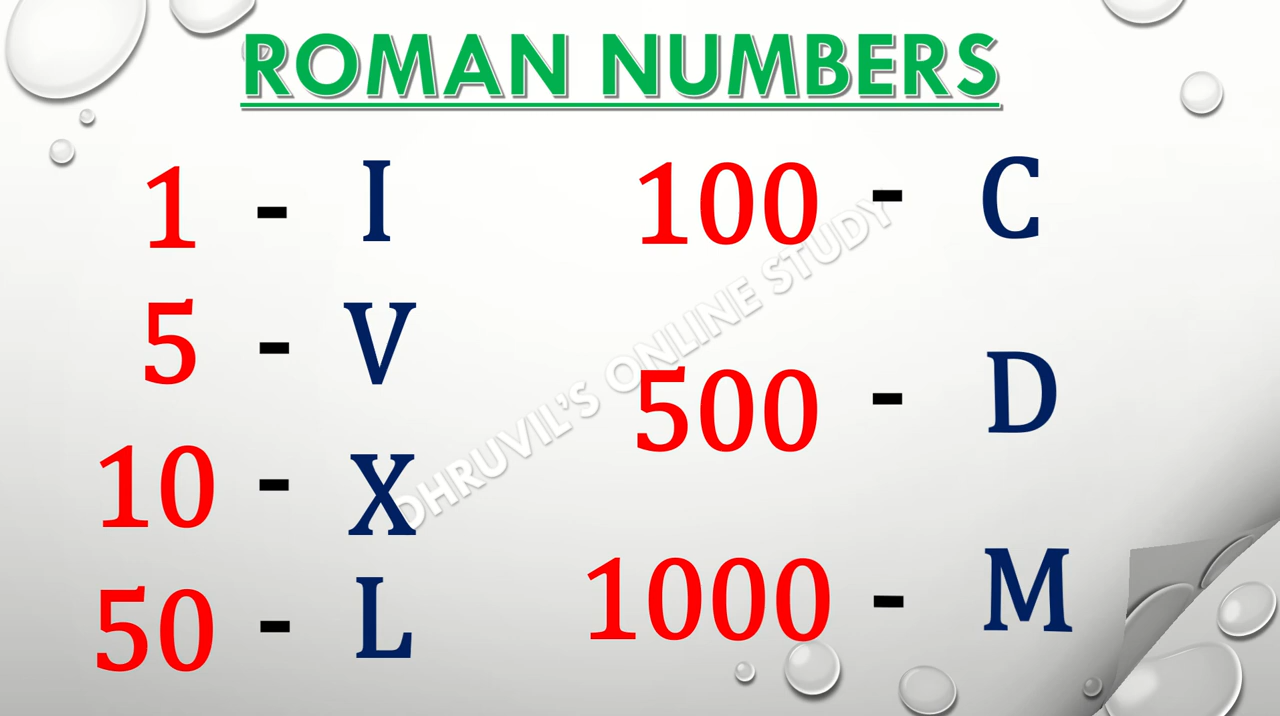 ROMAN NUMBERS
1 - I
5 - V
10 - X
50 - L
100 - C
500 - D
1000 - M
DHRUVIL'S ONLINE STUDY